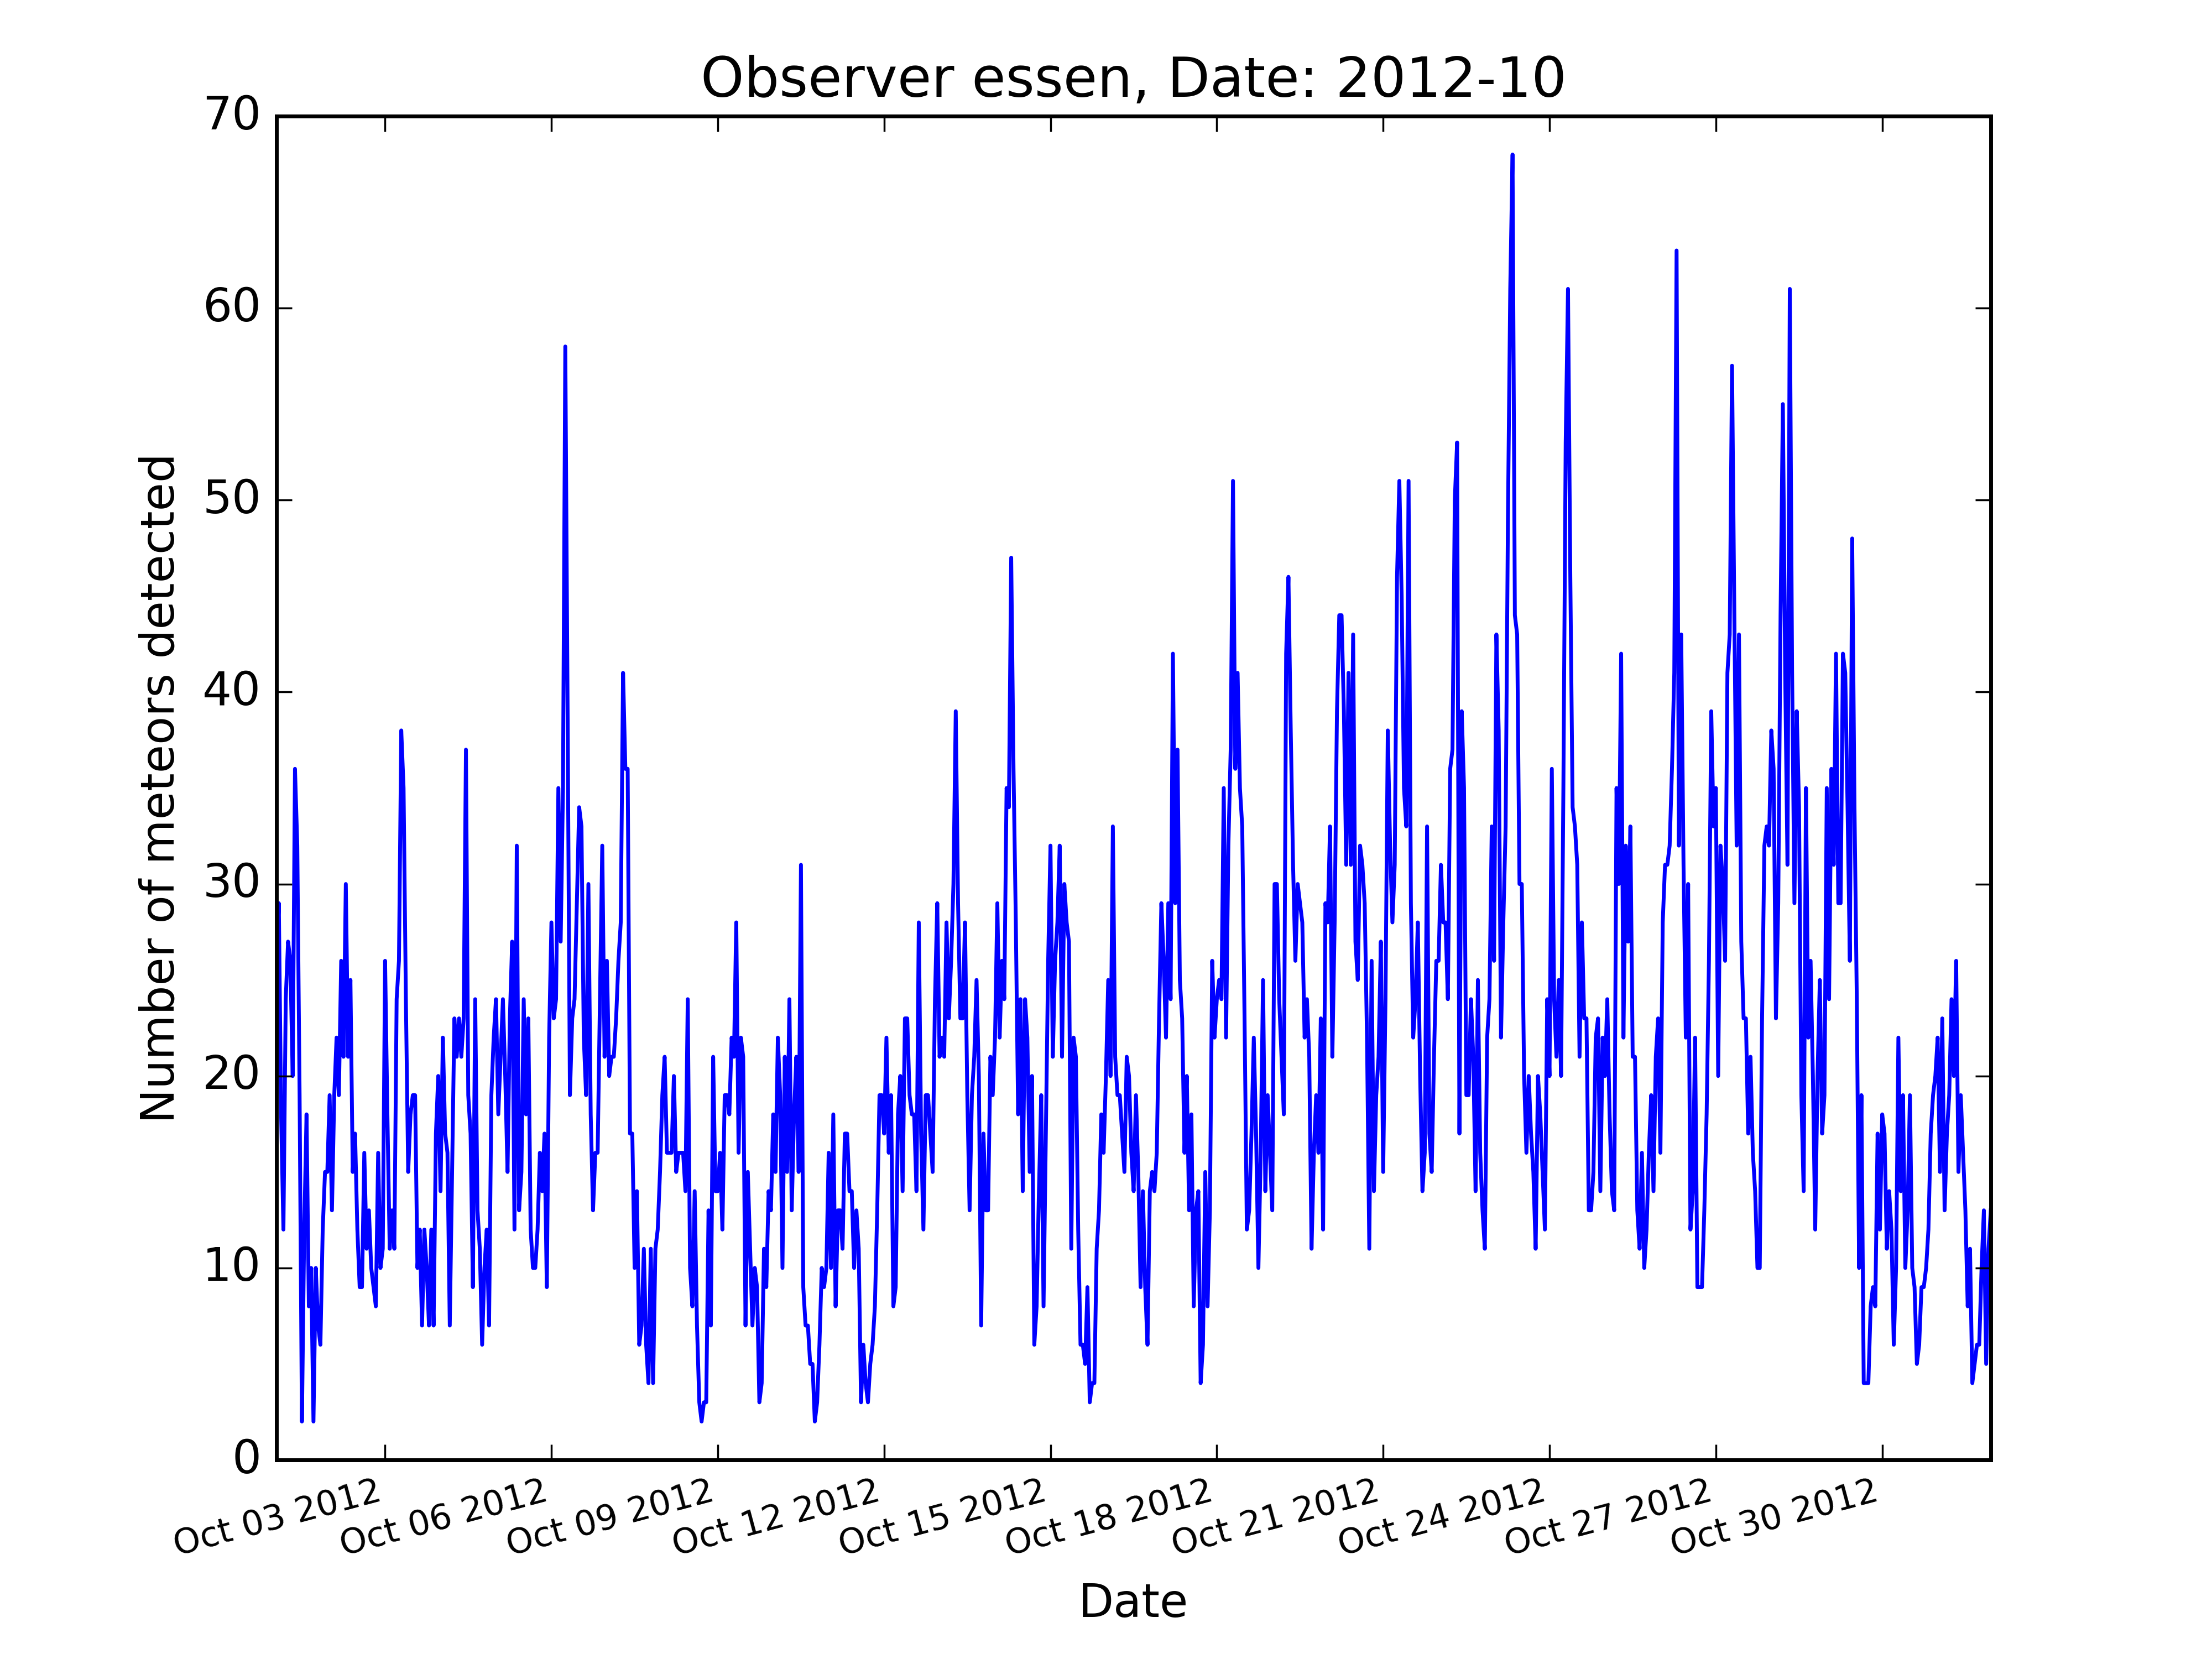 Observer essen, Date: 2012-10
Number of meteors detected
70
60
50
40
30
20
10
0
Oct 03 2012
Oct 06 2012
Oct 09 2012
Oct 12 2012
Oct 15 2012
Oct 18 2012
Oct 21 2012
Oct 24 2012
Oct 27 2012
Oct 30 2012
Date